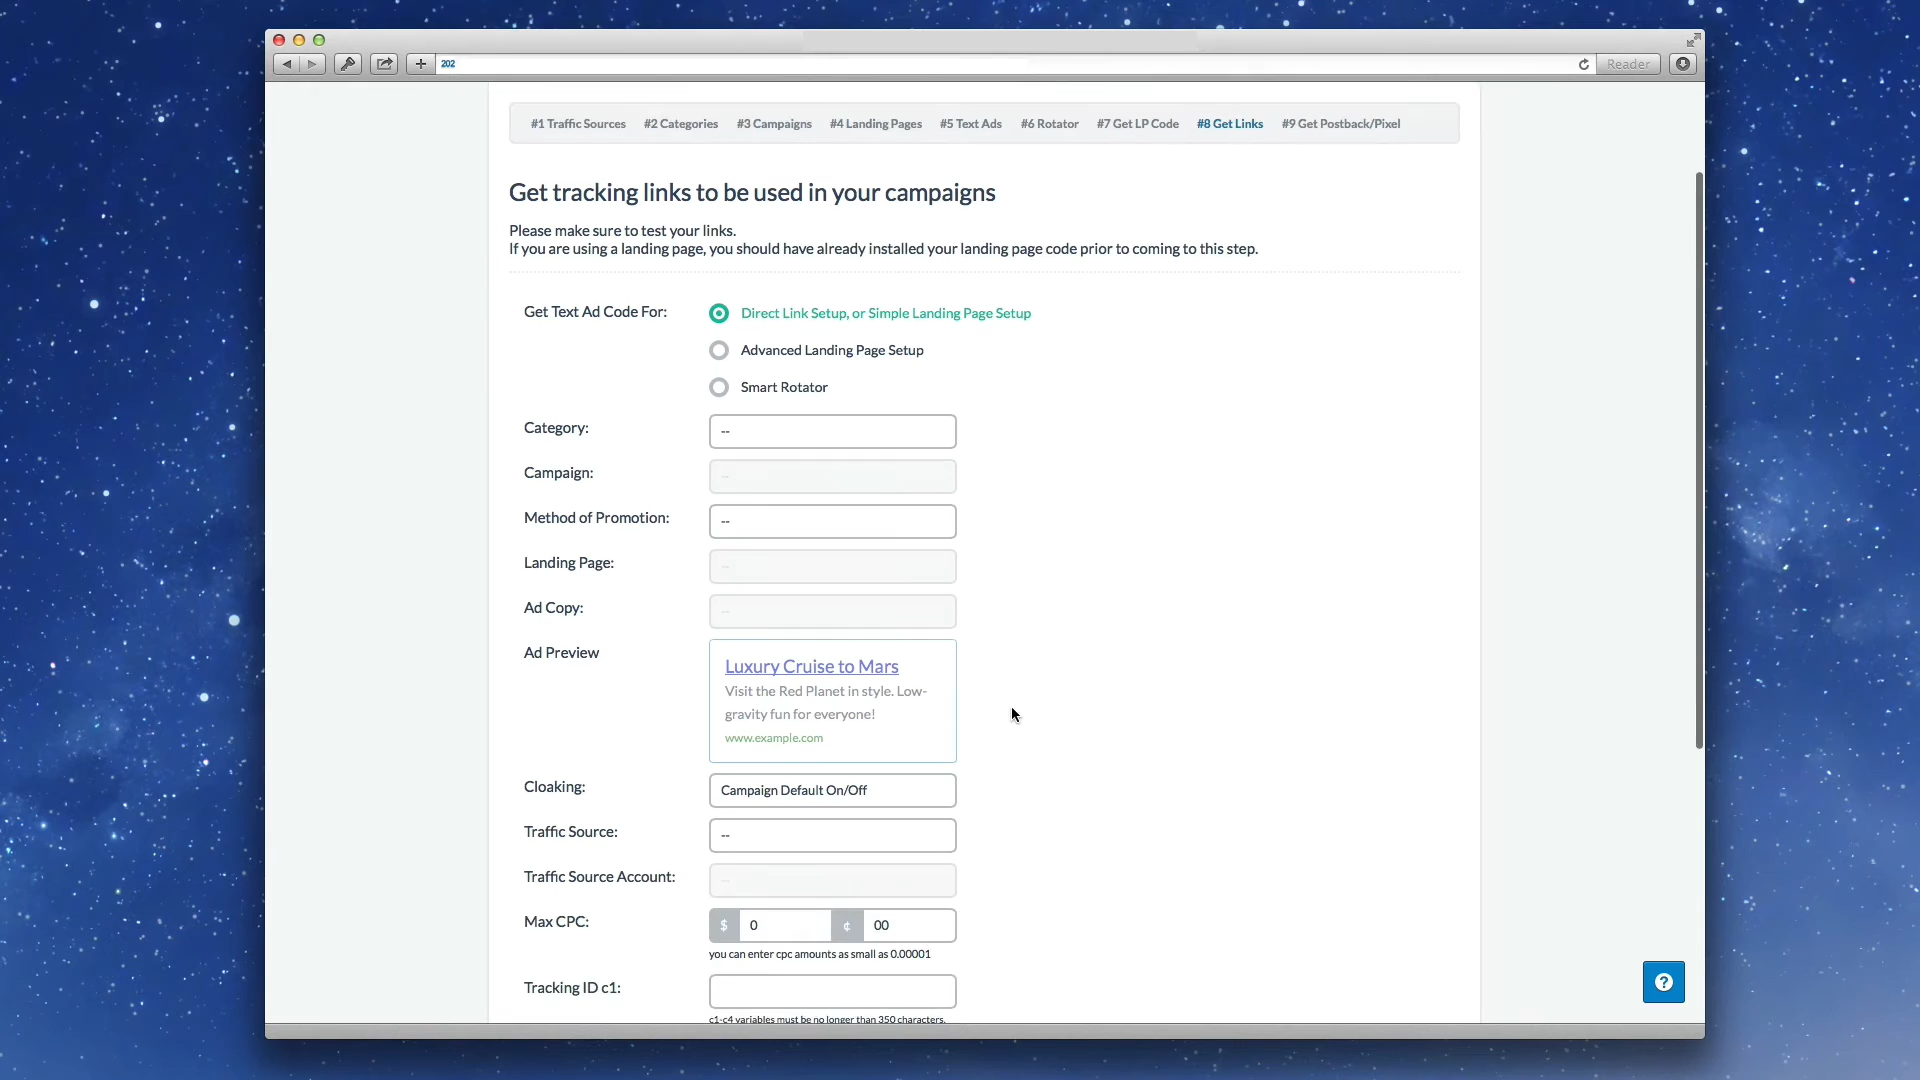 202
Reader
#1 Traffic Sources #2 Categories #3 Campaigns #4 Landing Pages #5 Text Ads #6 Rotator #7 Get LP Code #8 Get Links #9 Get Postback/Pixel
Get tracking links to be used in your campaigns
Please make sure to test your links.
If you are using a landing page, you should have already installed your landing page code prior to coming to this step.
Get Text Ad Code For:
Direct Link Setup, or Simple Landing Page Setup
Advanced Landing Page Setup
Smart Rotator
Category: --
Campaign: --
Method of Promotion: --
Landing Page: --
Ad Copy: --
Ad Preview
Luxury Cruise to Mars
Visit the Red Planet in style. Low-
gravity fun for everyone!
www.example.com
Cloaking: Campaign Default On/Off
Traffic Source: --
Traffic Source Account: --
Max CPC: $ 0 ¢ 00
you can enter cpc amounts as small as 0.00001
Tracking ID c1:
c1-c4 variables must be no longer than 350 characters.
?